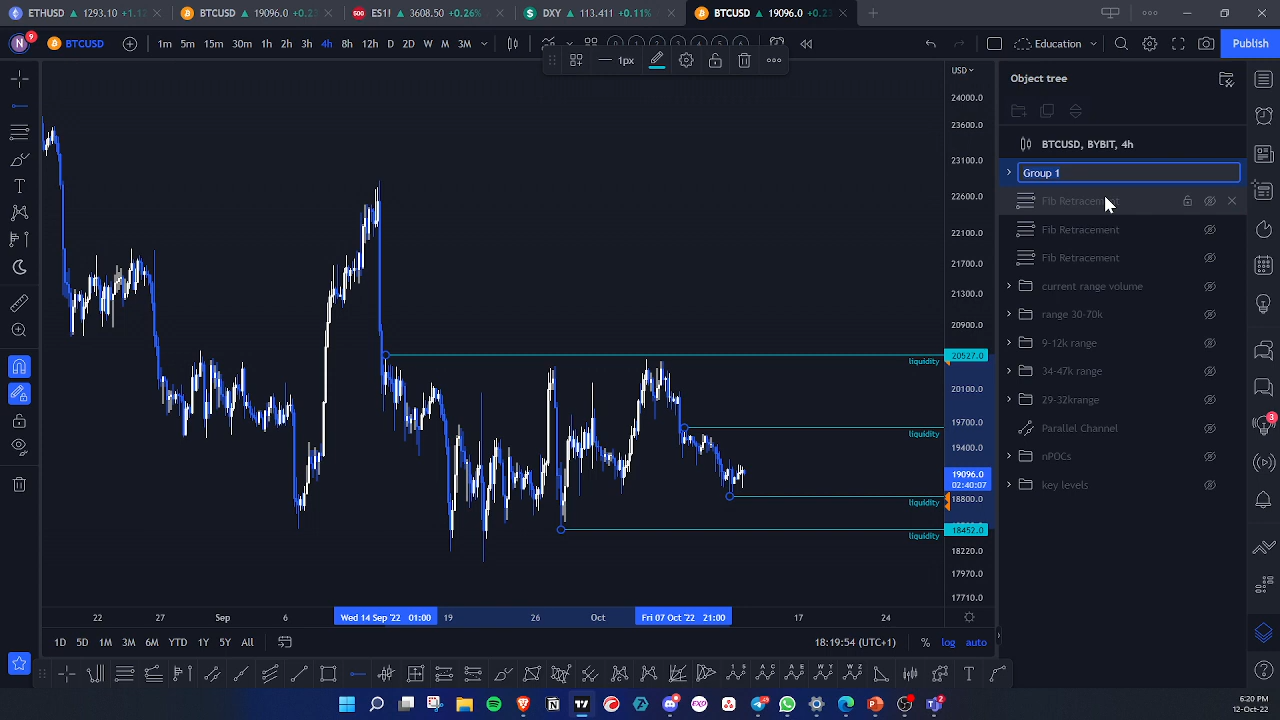 ETHUSD 1293.10 +1.1
BTCUSD 19096.0 +0.23
ES1! 3608.50 +0.26%
DXY 113.411 +0.11%
BTCUSD 19096.0 +0.23
N 9 BTCUSD 1m 5m 15m 30m 1h 2h 3h 4h 8h 12h D 2D W M 3M
Education
Publish
1px
USD
Object tree
BTCUSD, BYBIT, 4h
Group 1
Fib Retracement
Fib Retracement
Fib Retracement
current range volume
range 30-70k
9-12k range
34-47k range
29-32krange
Parallel Channel
nPOCs
key levels
24000.0
23600.0
23100.0
22600.0
22100.0
21700.0
21300.0
20900.0
20527.0
liquidity
20100.0
19700.0
liquidity
19400.0
19096.0
02:40:07
18800.0
liquidity
18452.0
liquidity
18220.0
17970.0
17710.0
3
22 27 Sep 6 Wed 14 Sep '22 01:00 19 26 Oct Fri 07 Oct '22 21:00 17 24
1D 5D 1M 3M 6M YTD 1Y 5Y All
18:19:54 (UTC+1) % log auto
6:20 PM
12-Oct-22